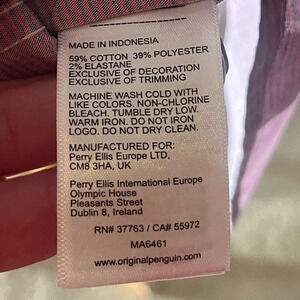 MADE IN INDONESIA
59% COTTON 39% POLYESTER
2% ELASTANE
EXCLUSIVE OF DECORATION
EXCLUSIVE OF TRIMMING
MACHINE WASH COLD WITH
LIKE COLORS. NON-CHLORINE
BLEACH. TUMBLE DRY LOW.
WARM IRON. DO NOT IRON
LOGO. DO NOT DRY CLEAN.
MANUFACTURED FOR:
Perry Ellis Europe LTD,
CM8 3HA, UK
Perry Ellis International Europe
Olympic House
Pleasants Street
Dublin 8, Ireland
RN# 37763 / CA# 55972
MA6461
www.originalpenguin.com